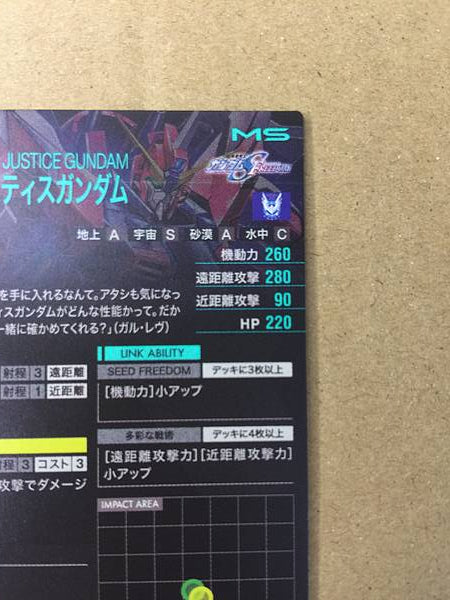 MS
JUSTICE GUNDAM
ティスガンダム
地上 A 宇宙 S 砂漠 A 水中 C
機動力 260
遠距離攻撃 280
近距離攻撃 90
HP 220
を手に入れるなんて。アタシも気になっ
ィスガンダムがどんな性能かって。だか
一緒に確かめてくれる?」(ガル・レヴ)
LINK ABILITY
射程 3 遠距離
SEED FREEDOM デッキに3枚以上
射程 1 近距離
[機動力]小アップ
多彩な戦術 デッキに4枚以上
程 3 コスト 3
[遠距離攻撃力][近距離攻撃力]
小アップ
攻撃でダメージ
IMPACT AREA